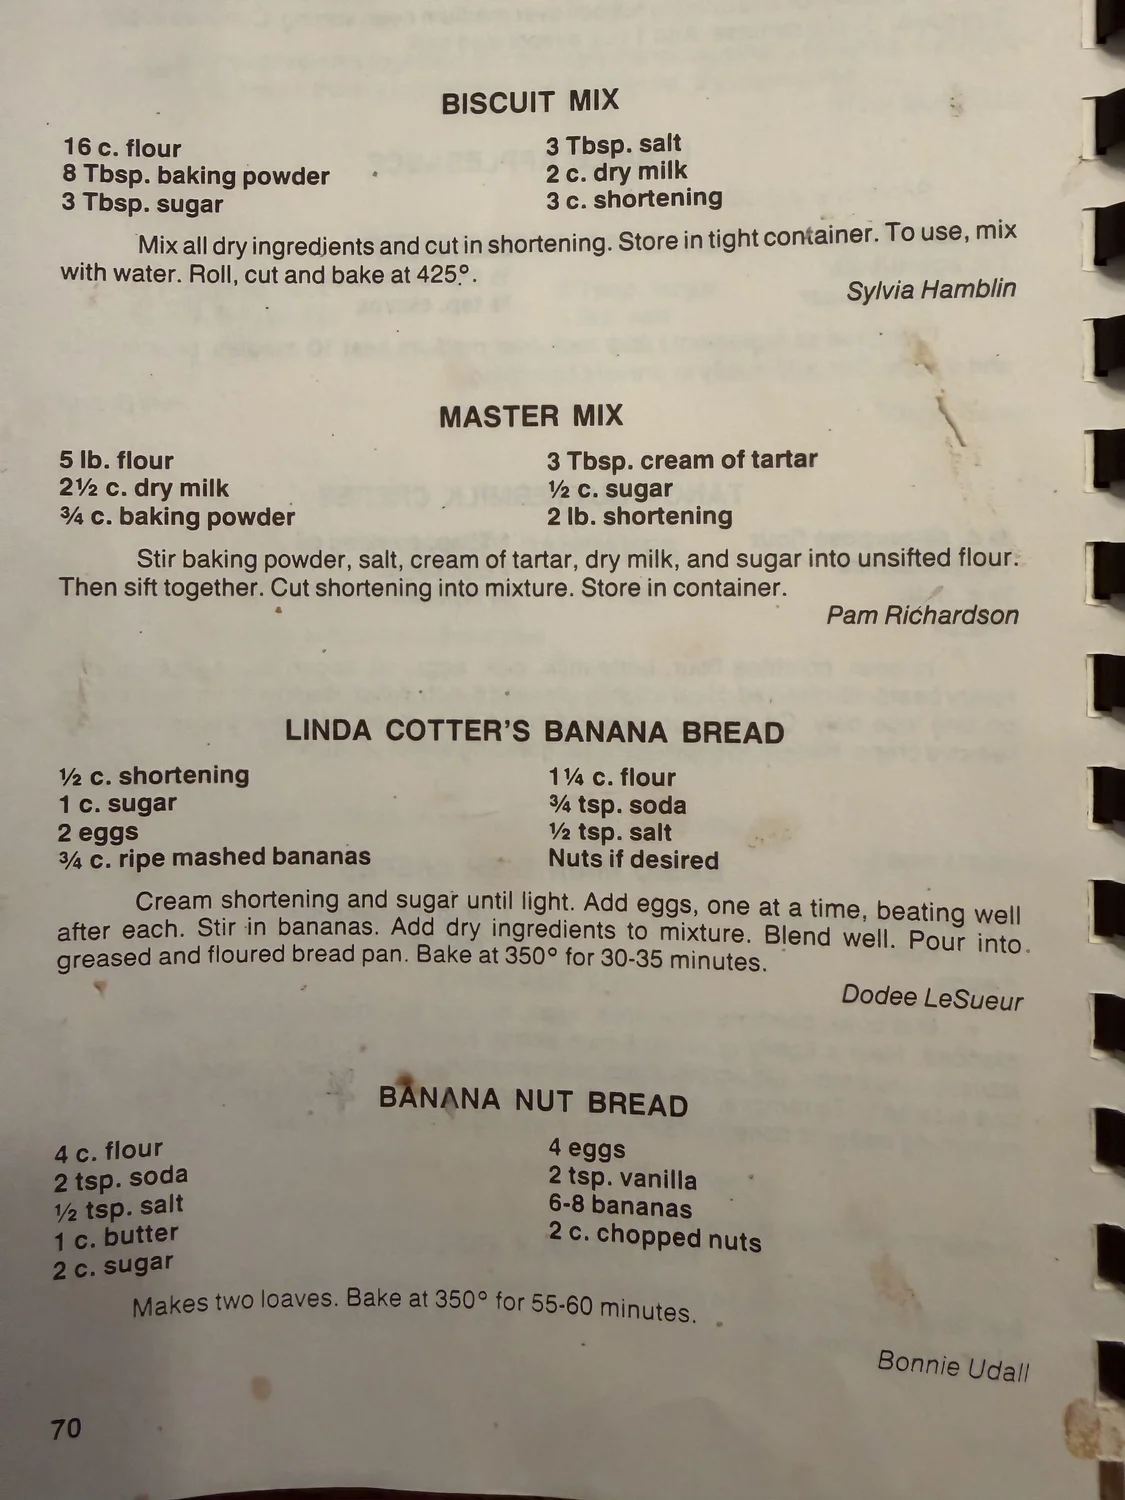 BISCUIT MIX
16 c. flour
8 Tbsp. baking powder
3 Tbsp. sugar
3 Tbsp. salt
2 c. dry milk
3 c. shortening
Mix all dry ingredients and cut in shortening. Store in tight container. To use, mix
with water. Roll, cut and bake at 425°.
Sylvia Hamblin
MASTER MIX
5 lb. flour
2½ c. dry milk
¾ c. baking powder
3 Tbsp. cream of tartar
½ c. sugar
2 lb. shortening
Stir baking powder, salt, cream of tartar, dry milk, and sugar into unsifted flour.
Then sift together. Cut shortening into mixture. Store in container.
Pam Richardson
LINDA COTTER'S BANANA BREAD
½ c. shortening
1 c. sugar
2 eggs
¾ c. ripe mashed bananas
1¼ c. flour
¾ tsp. soda
½ tsp. salt
Nuts if desired
Cream shortening and sugar until light. Add eggs, one at a time, beating well
after each. Stir in bananas. Add dry ingredients to mixture. Blend well. Pour into
greased and floured bread pan. Bake at 350° for 30-35 minutes.
Dodee LeSueur
BANANA NUT BREAD
4 c. flour
2 tsp. soda
½ tsp. salt
1 c. butter
2 c. sugar
4 eggs
2 tsp. vanilla
6-8 bananas
2 c. chopped nuts
Makes two loaves. Bake at 350° for 55-60 minutes.
Bonnie Udall
70